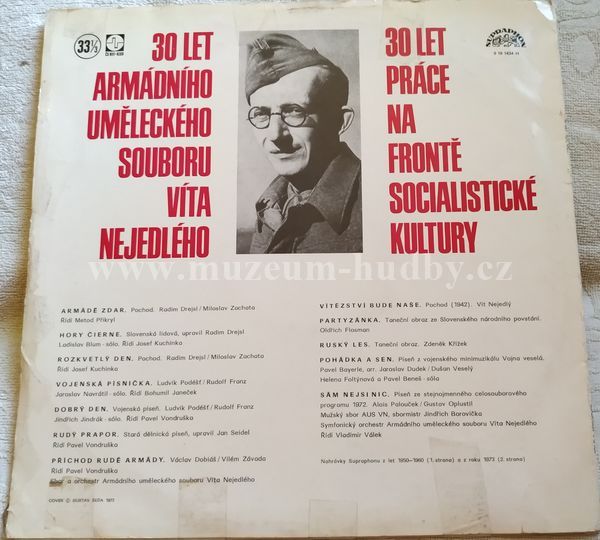 33⅓
30 LET
ARMÁDNÍHO
UMĚLECKÉHO
SOUBORU
VÍTA
NEJEDLÉHO
30 LET
PRÁCE
NA
FRONTĚ
SOCIALISTICKÉ
KULTURY
SUPRAPHON
0 19 1434 H
www.muzeum-hudby.cz
ARMÁDĚ ZDAR. Pochod. Radim Drejsl / Miloslav Zachata
Řídí Metod Přikryl
HORY ČIERNE. Slovenská lidová, upravil Radim Drejsl
Ladislav Blum - sólo. Řídí Josef Kuchinka
ROZKVETLÝ DEN. Pochod. Radim Drejsl / Miloslav Zachata
Řídí Josef Kuchinka
VOJENSKÁ PÍSNIČKA. Ludvík Podéšť / Rudolf Franz
Jaroslav Navrátil - sólo. Řídí Bohumil Janeček
DOBRÝ DEN. Vojenská píseň. Ludvík Podéšť / Rudolf Franz
Jindřich Jindrák - sólo. Řídí Pavel Vondruška
RUDÝ PRAPOR. Stará dělnická píseň, upravil Jan Seidel
Řídí Pavel Vondruška
PŘÍCHOD RUDÉ ARMÁDY. Václav Dobiáš / Vilém Závada
Řídí Pavel Vondruška
Sbor a orchestr Armádního uměleckého souboru Víta Nejedlého
VÍTĚZSTVÍ BUDE NAŠE. Pochod (1942). Vít Nejedlý
PARTYZÁNKA. Taneční obraz ze Slovenského národního povstání.
Oldřich Flosman
RUSKÝ LES. Taneční obraz. Zdeněk Křížek
POHÁDKA A SEN. Píseň z vojenského minimuzikálu Vojna veselá.
Pavel Bayerle, arr. Jaroslav Dudek / Dušan Veselý
Helena Foltýnová a Pavel Beneš - sólo
SÁM NEJSI NIC. Píseň ze stejnojmenného celosouborového
programu 1972. Alois Palouček / Gustav Oplustil
Mužský sbor AUS VN, sbormistr Jindřich Borovička
Symfonický orchestr Armádního uměleckého souboru Víta Nejedlého
Řídí Vladimír Válek
Nahrávky Supraphonu z let 1950-1960 (1. strana) a z roku 1973 (2. strana)
COVER © GUSTAV ŠEDA 1973